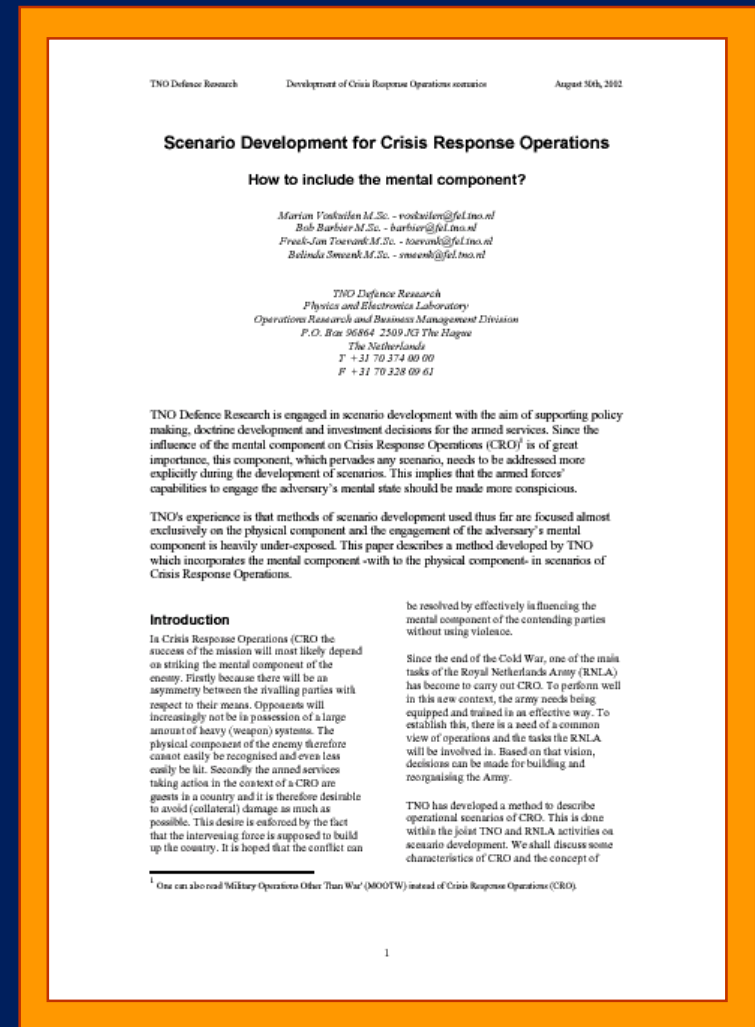 TNO Defence Research Development of Crisis Response Operations scenarios August 30th, 2002
Scenario Development for Crisis Response Operations
How to include the mental component?
Marian Voskuilen M.Sc. - voskuilen@fel.tno.nl
Bob Barbier M.Sc. - barbier@fel.tno.nl
Freek-Jan Toevank M.Sc. - toevank@fel.tno.nl
Belinda Smeenk M.Sc. - smeenk@fel.tno.nl
TNO Defence Research
Physics and Electronics Laboratory
Operations Research and Business Management Division
P.O. Box 96864 2509 JG The Hague
The Netherlands
T +31 70 374 00 00
F +31 70 328 09 61
TNO Defence Research is engaged in scenario development with the aim of supporting policy
making, doctrine development and investment decisions for the armed services. Since the
influence of the mental component on Crisis Response Operations (CRO)¹ is of great
importance, this component, which pervades any scenario, needs to be addressed more
explicitly during the development of scenarios. This implies that the armed forces'
capabilities to engage the adversary's mental state should be made more conspicious.
TNO's experience is that methods of scenario development used thus far are focused almost
exclusively on the physical component and the engagement of the adversary's mental
component is heavily under-exposed. This paper describes a method developed by TNO
which incorporates the mental component -with to the physical component- in scenarios of
Crisis Response Operations.
Introduction
In Crisis Response Operations (CRO the
success of the mission will most likely depend
on striking the mental component of the
enemy. Firstly because there will be an
asymmetry between the rivalling parties with
respect to their means. Opponents will
increasingly not be in possession of a large
amount of heavy (weapon) systems. The
physical component of the enemy therefore
cannot easily be recognised and even less
easily be hit. Secondly the armed services
taking action in the context of a CRO are
guests in a country and it is therefore desirable
to avoid (collateral) damage as much as
possible. This desire is enforced by the fact
that the intervening force is supposed to build
up the country. It is hoped that the conflict can
be resolved by effectively influencing the
mental component of the contending parties
without using violence.
Since the end of the Cold War, one of the main
tasks of the Royal Netherlands Army (RNLA)
has become to carry out CRO. To perform well
in this new context, the army needs being
equipped and trained in as effective way. To
establish this, there is a need of a common
view of operations and the tasks the RNLA
will be involved in. Based on that vision,
decisions can be made for building and
reorganising the Army.
TNO has developed a method to describe
operational scenarios of CRO. This is done
within the joint TNO and RNLA activities on
scenario development. We shall discuss some
characteristics of CRO and the concept of
¹ One can also read 'Military Operations Other Than War' (MOOTW) instead of Crisis Response Operations (CRO).
1